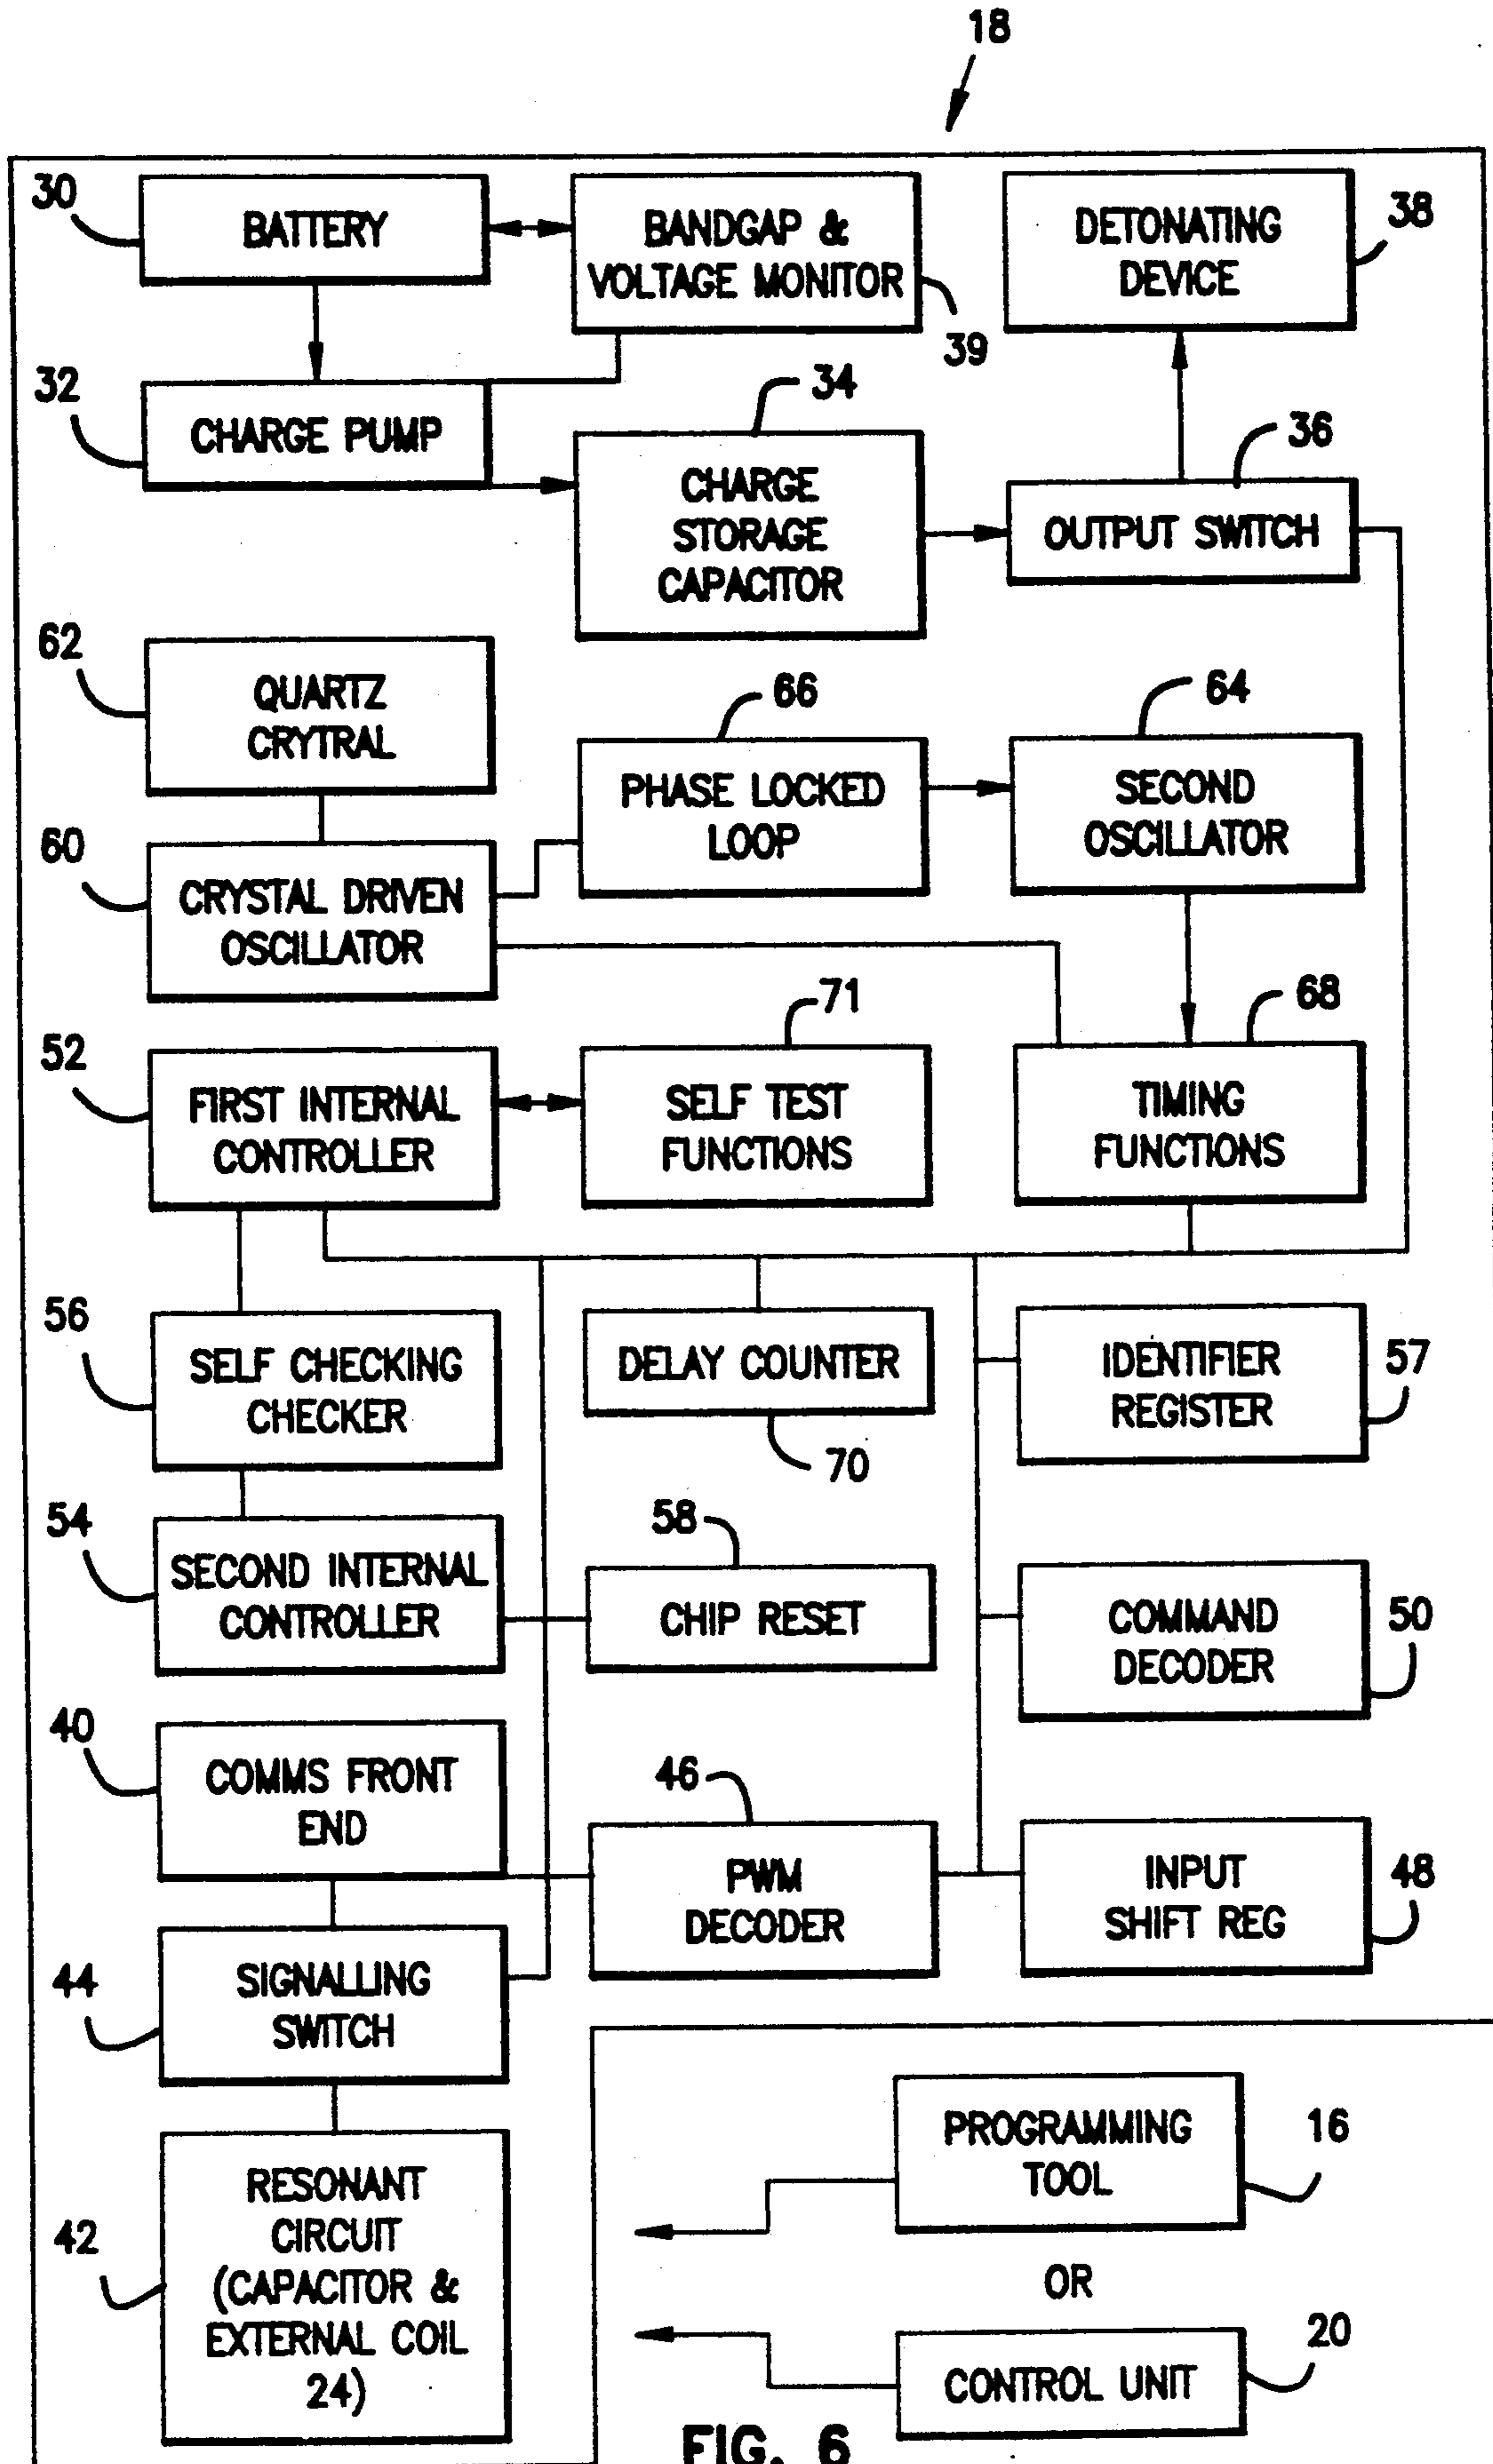 18
30
BATTERY
BANDGAP &
VOLTAGE MONITOR
39
DETONATING
DEVICE
38
32
CHARGE PUMP
34
CHARGE
STORAGE
CAPACITOR
36
OUTPUT SWITCH
62
QUARTZ
CRYTRAL
66
PHASE LOCKED
LOOP
64
SECOND
OSCILLATOR
60
CRYSTAL DRIVEN
OSCILLATOR
52
FIRST INTERNAL
CONTROLLER
71
SELF TEST
FUNCTIONS
68
TIMING
FUNCTIONS
56
SELF CHECKING
CHECKER
DELAY COUNTER
70
IDENTIFIER
REGISTER
57
54
SECOND INTERNAL
CONTROLLER
58
CHIP RESET
COMMAND
DECODER
50
40
COMMS FRONT
END
46
PWM
DECODER
INPUT
SHIFT REG
48
44
SIGNALLING
SWITCH
42
RESONANT
CIRCUIT
(CAPACITOR &
EXTERNAL COIL
24)
PROGRAMMING
TOOL
16
OR
CONTROL UNIT
20
FIG. 6